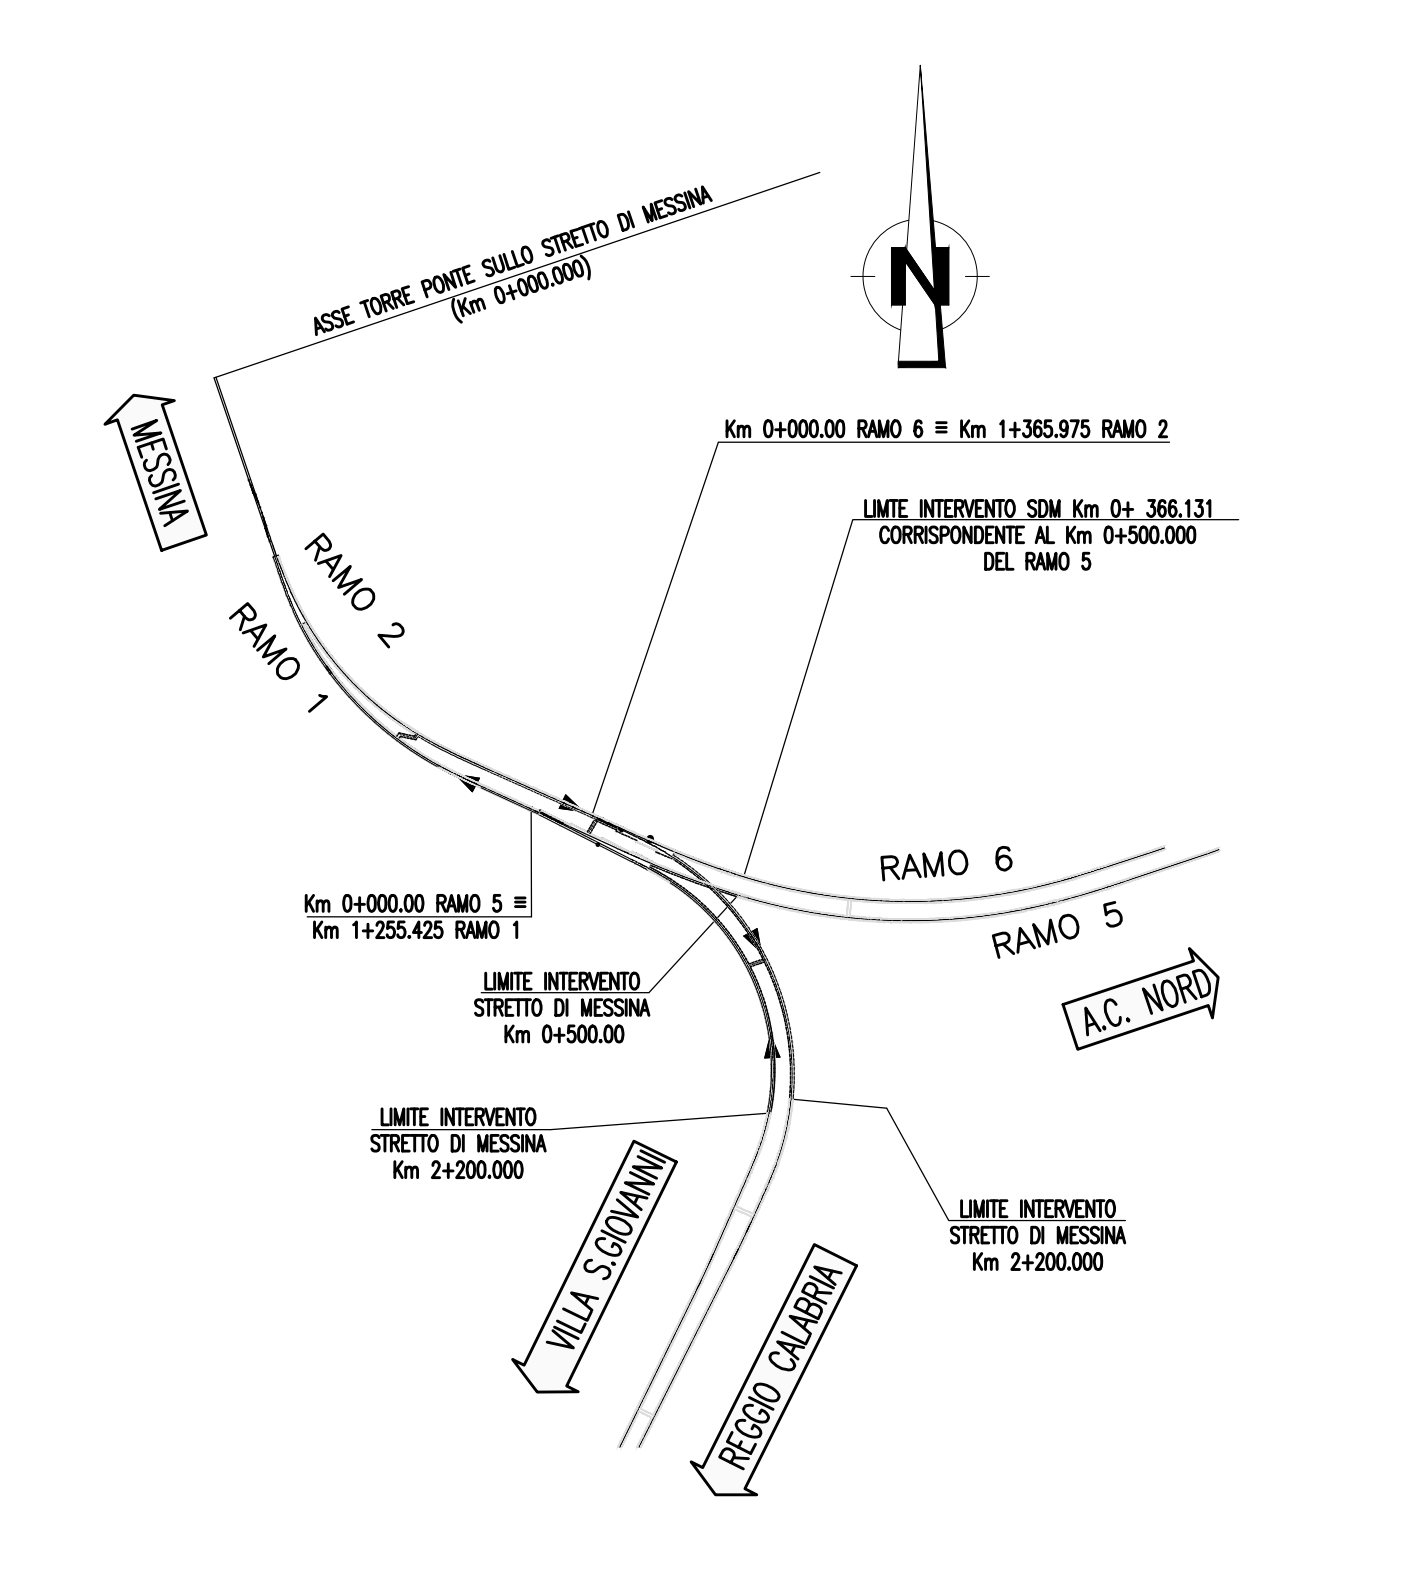 ASSE TORRE PONTE SULLO STRETTO DI MESSINA
(Km 0+000.000)
N
MESSINA
Km 0+000.00 RAMO 6 ≡ Km 1+365.975 RAMO 2
LIMTE INTERVENTO SDM Km 0+ 366.131
CORRISPONDENTE AL Km 0+500.000
DEL RAMO 5
RAMO 2
RAMO 1
RAMO 6
RAMO 5
Km 0+000.00 RAMO 5 ≡
Km 1+255.425 RAMO 1
A.C. NORD
LIMITE INTERVENTO
STRETTO DI MESSINA
Km 0+500.00
LIMITE INTERVENTO
STRETTO DI MESSINA
Km 2+200.000
VILLA S.GIOVANNI
LIMITE INTERVENTO
STRETTO DI MESSINA
Km 2+200.000
REGGIO CALABRIA